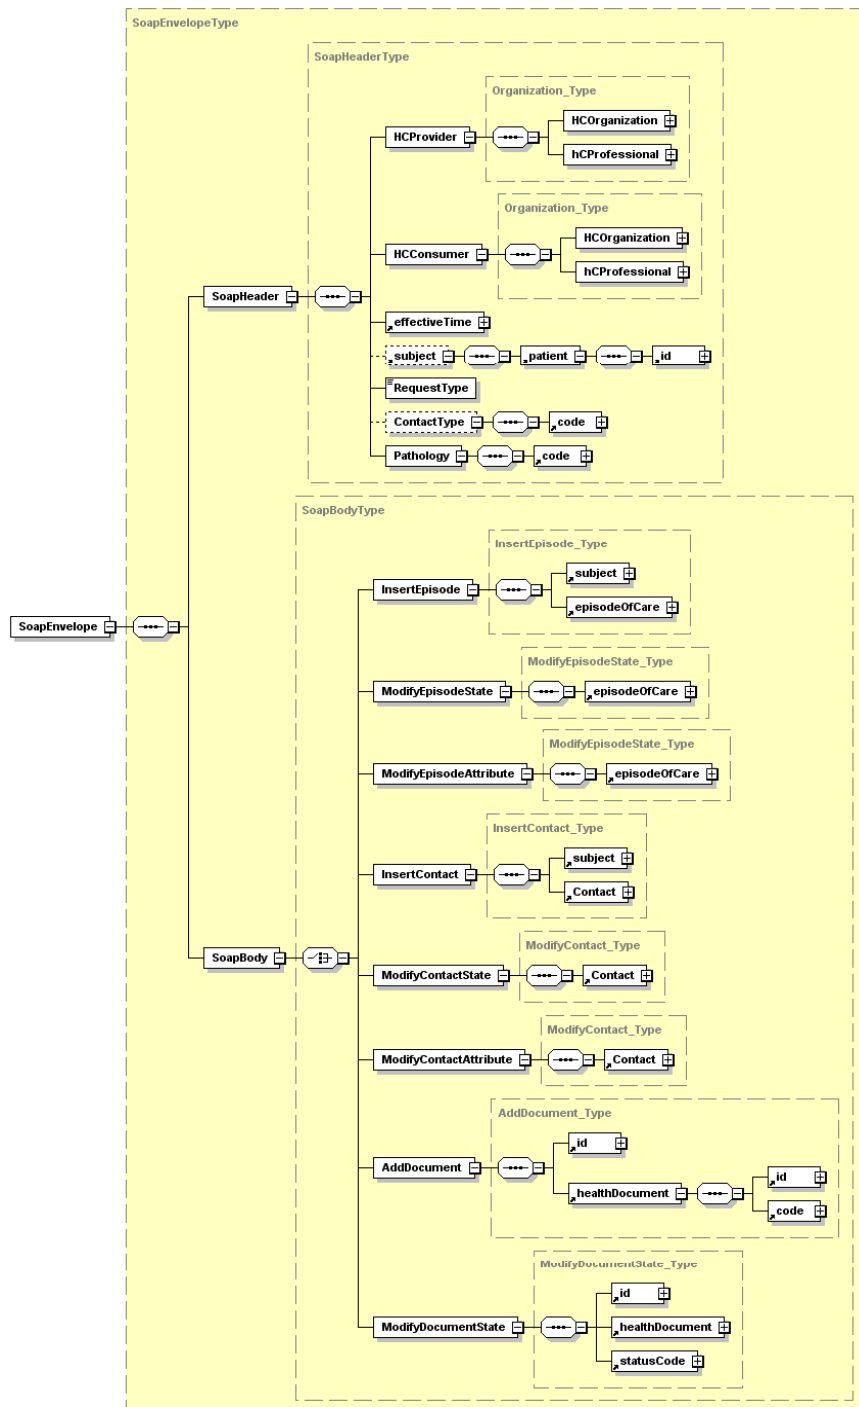 SoapEnvelopeType
SoapHeaderType
Organization_Type
HCOrganization
HCProvider
hCProfessional
Organization_Type
HCOrganization
HCConsumer
hCProfessional
SoapHeader
effectiveTime
subject patient id
RequestType
ContactType code
Pathology code
SoapBodyType
InsertEpisode_Type
subject
InsertEpisode
episodeOfCare
SoapEnvelope
ModifyEpisodeState_Type
ModifyEpisodeState episodeOfCare
ModifyEpisodeState_Type
ModifyEpisodeAttribute episodeOfCare
InsertContact_Type
subject
InsertContact
Contact
ModifyContact_Type
SoapBody
ModifyContactState Contact
ModifyContact_Type
ModifyContactAttribute Contact
AddDocument_Type
id
AddDocument
id
healthDocument
code
ModifyDocumentState_Type
id
ModifyDocumentState healthDocument
statusCode